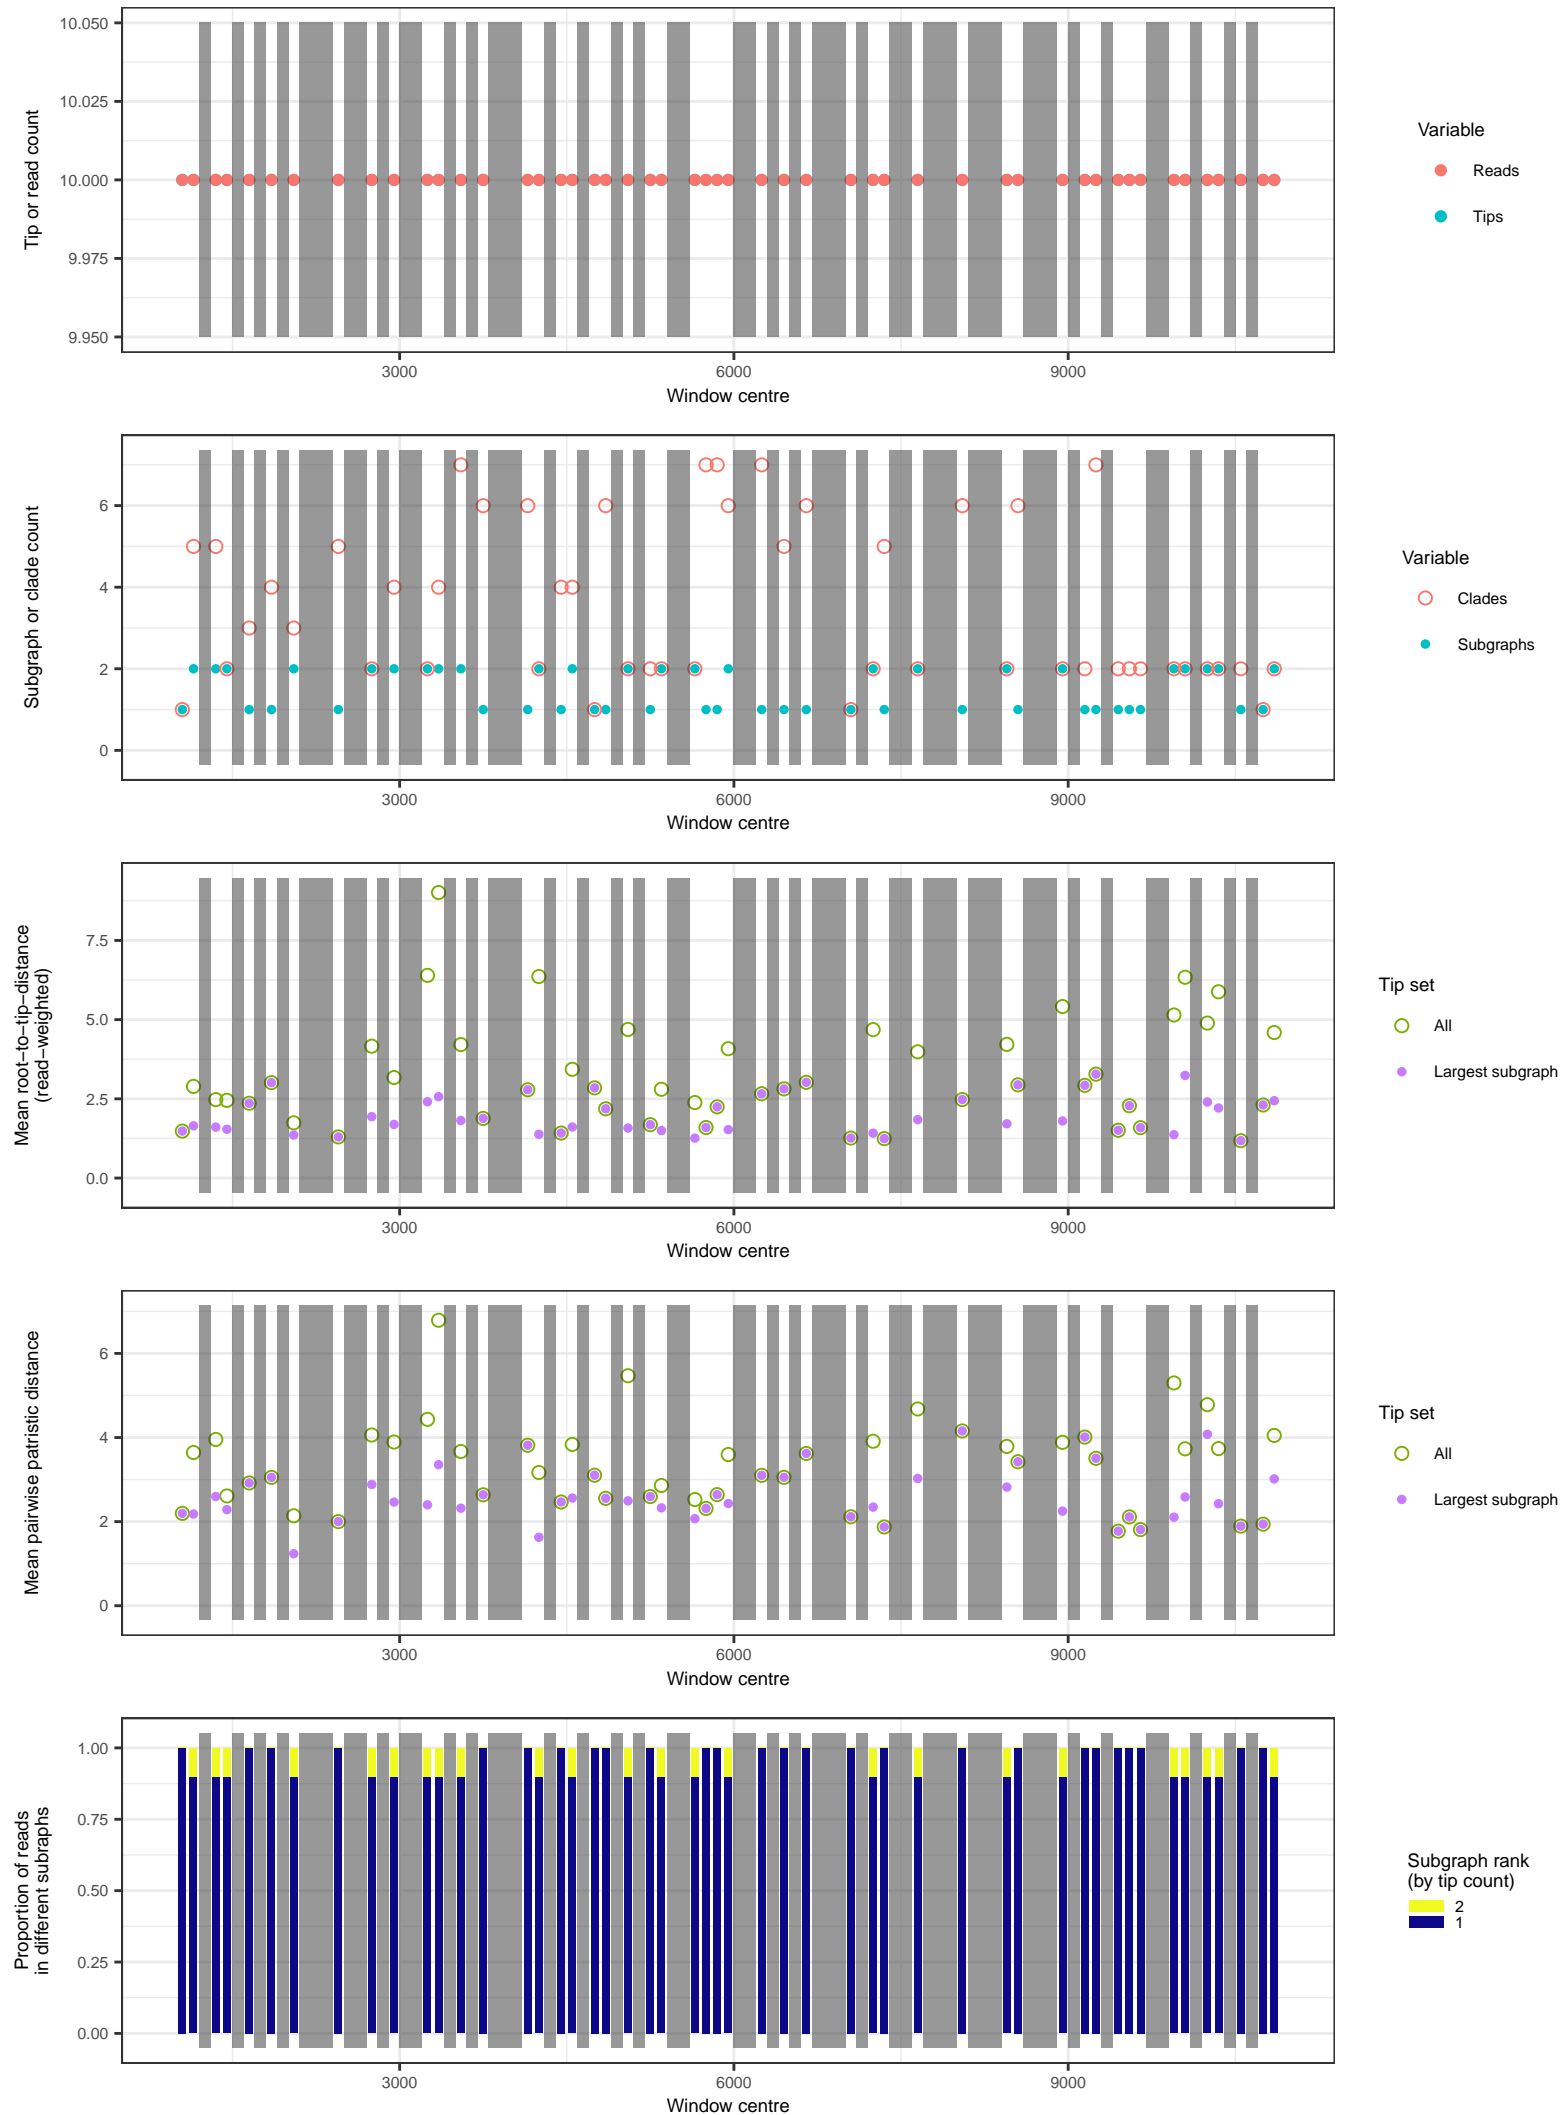 10.050
10.025
10.000
9.975
9.950
Tip or read count
3000
6000
9000
Window centre
Variable
Reads
Tips
6
4
2
0
Subgraph or clade count
3000
6000
9000
Window centre
Variable
Clades
Subgraphs
7.5
5.0
2.5
0.0
Mean root−to−tip−distance
(read−weighted)
3000
6000
9000
Window centre
Tip set
All
Largest subgraph
6
4
2
0
Mean pairwise patristic distance
3000
6000
9000
Window centre
Tip set
All
Largest subgraph
1.00
0.75
0.50
0.25
0.00
Proportion of reads
in different subraphs
3000
6000
9000
Window centre
Subgraph rank
(by tip count)
2
1